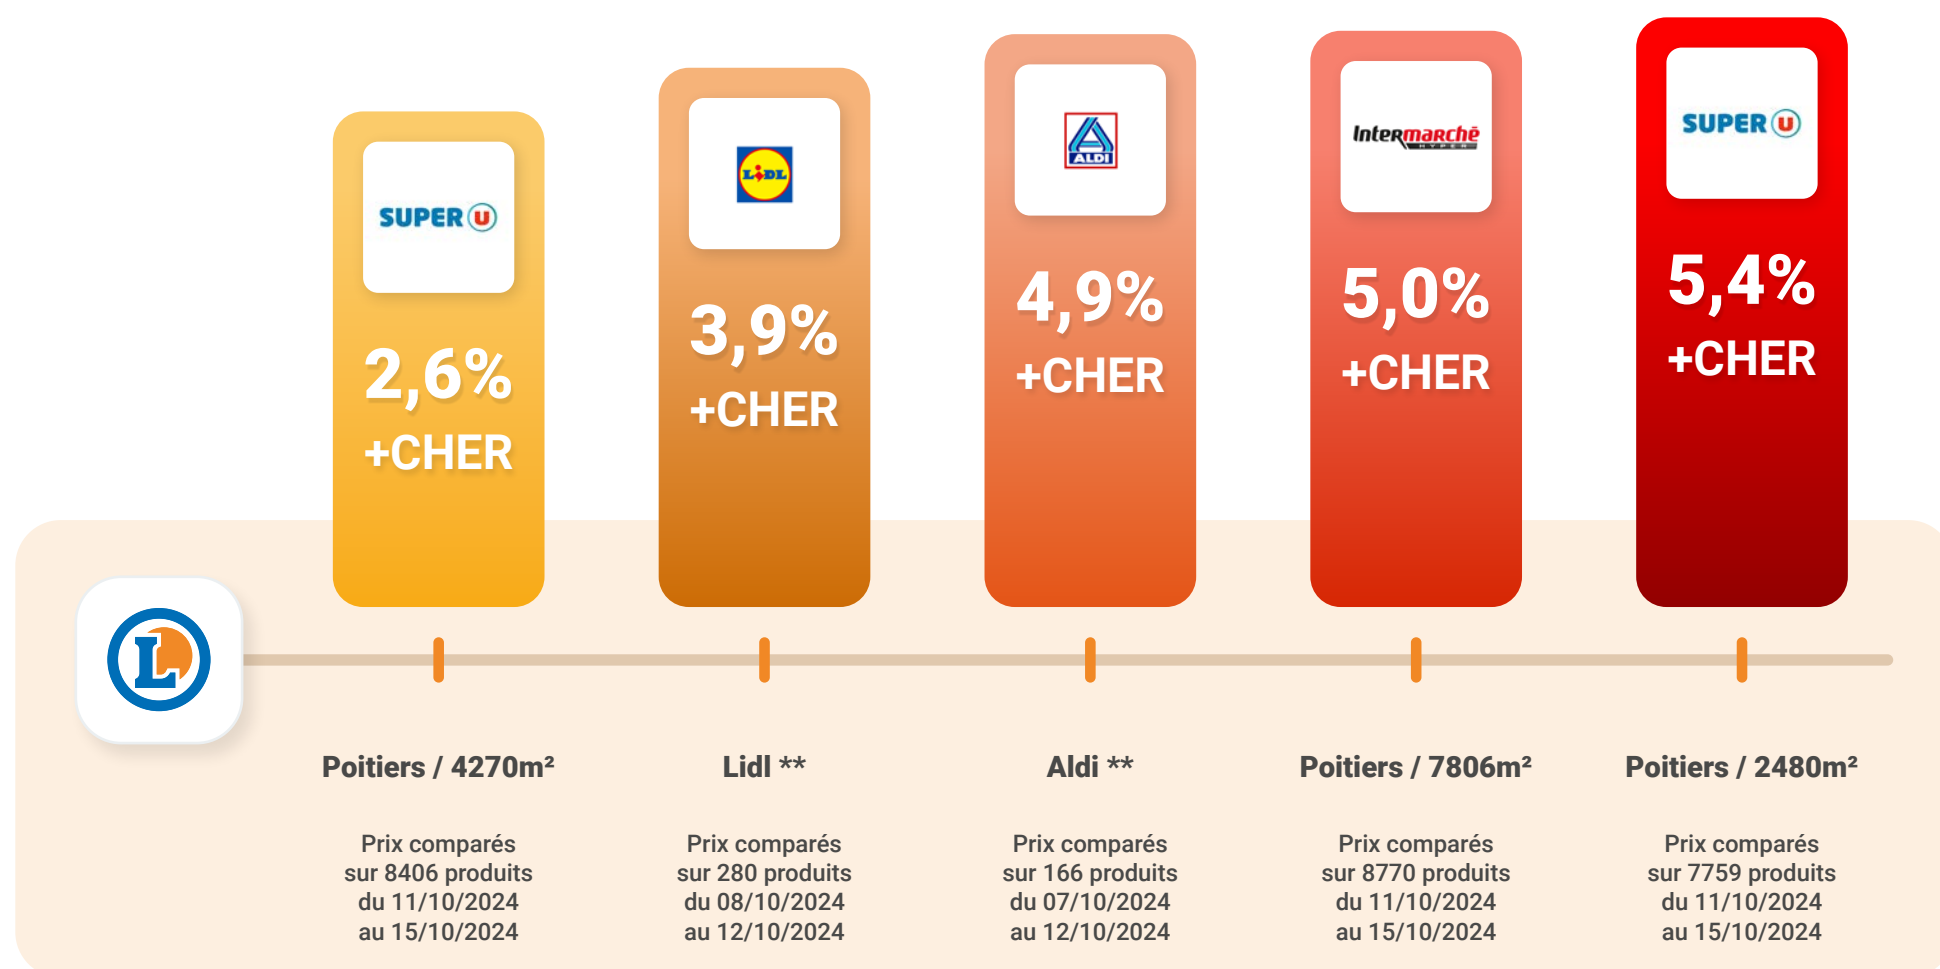 SUPER U
2,6%
+CHER
LiDL
3,9%
+CHER
ALDI
4,9%
+CHER
Intermarchē
HYPER
5,0%
+CHER
SUPER U
5,4%
+CHER
L
Poitiers / 4270m²
Prix comparés
sur 8406 produits
du 11/10/2024
au 15/10/2024
Lidl **
Prix comparés
sur 280 produits
du 08/10/2024
au 12/10/2024
Aldi **
Prix comparés
sur 166 produits
du 07/10/2024
au 12/10/2024
Poitiers / 7806m²
Prix comparés
sur 8770 produits
du 11/10/2024
au 15/10/2024
Poitiers / 2480m²
Prix comparés
sur 7759 produits
du 11/10/2024
au 15/10/2024